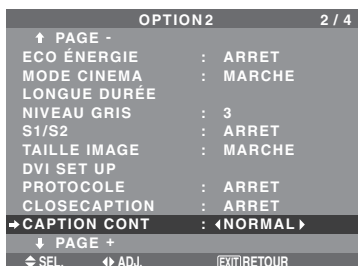 OPTION2 2/4
↑ PAGE -
ECO ÉNERGIE : ARRET
MODE CINEMA : MARCHE
LONGUE DURÉE
NIVEAU GRIS : 3
S1/S2 : ARRET
TAILLE IMAGE : MARCHE
DVI SET UP
PROTOCOLE : ARRET
CLOSECAPTION : ARRET
→CAPTION CONT : ◀NORMAL▶
↓ PAGE +
SEL. ADJ. EXIT RETOUR